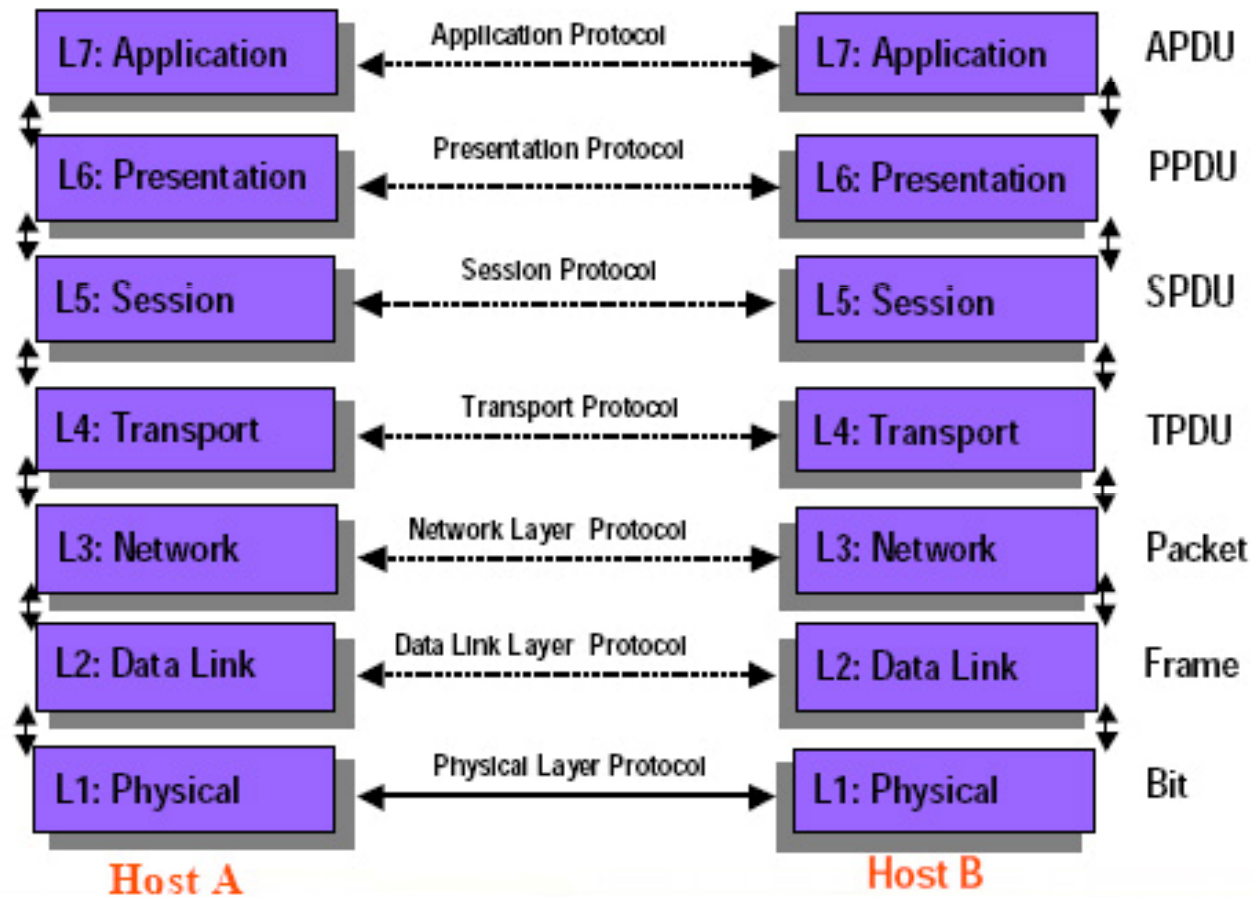 Application Protocol
L7: Application
L7: Application
APDU
Presentation Protocol
L6: Presentation
L6: Presentation
PPDU
Session Protocol
L5: Session
L5: Session
SPDU
Transport Protocol
L4: Transport
L4: Transport
TPDU
Network Layer Protocol
L3: Network
L3: Network
Packet
Data Link Layer Protocol
L2: Data Link
L2: Data Link
Frame
Physical Layer Protocol
L1: Physical
L1: Physical
Bit
Host A
Host B